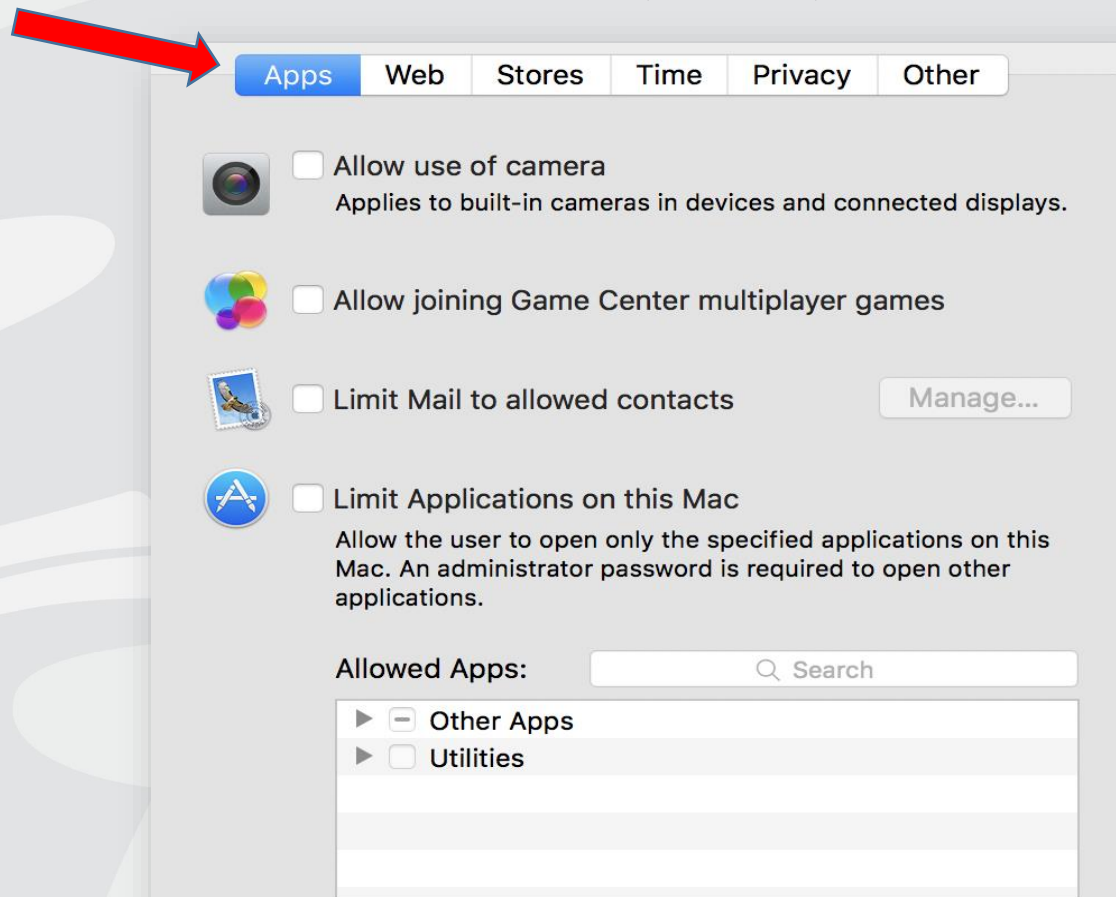 Apps Web Stores Time Privacy Other
Allow use of camera
Applies to built-in cameras in devices and connected displays.
Allow joining Game Center multiplayer games
Limit Mail to allowed contacts Manage...
Limit Applications on this Mac
Allow the user to open only the specified applications on this
Mac. An administrator password is required to open other
applications.
Allowed Apps: Search
Other Apps
Utilities